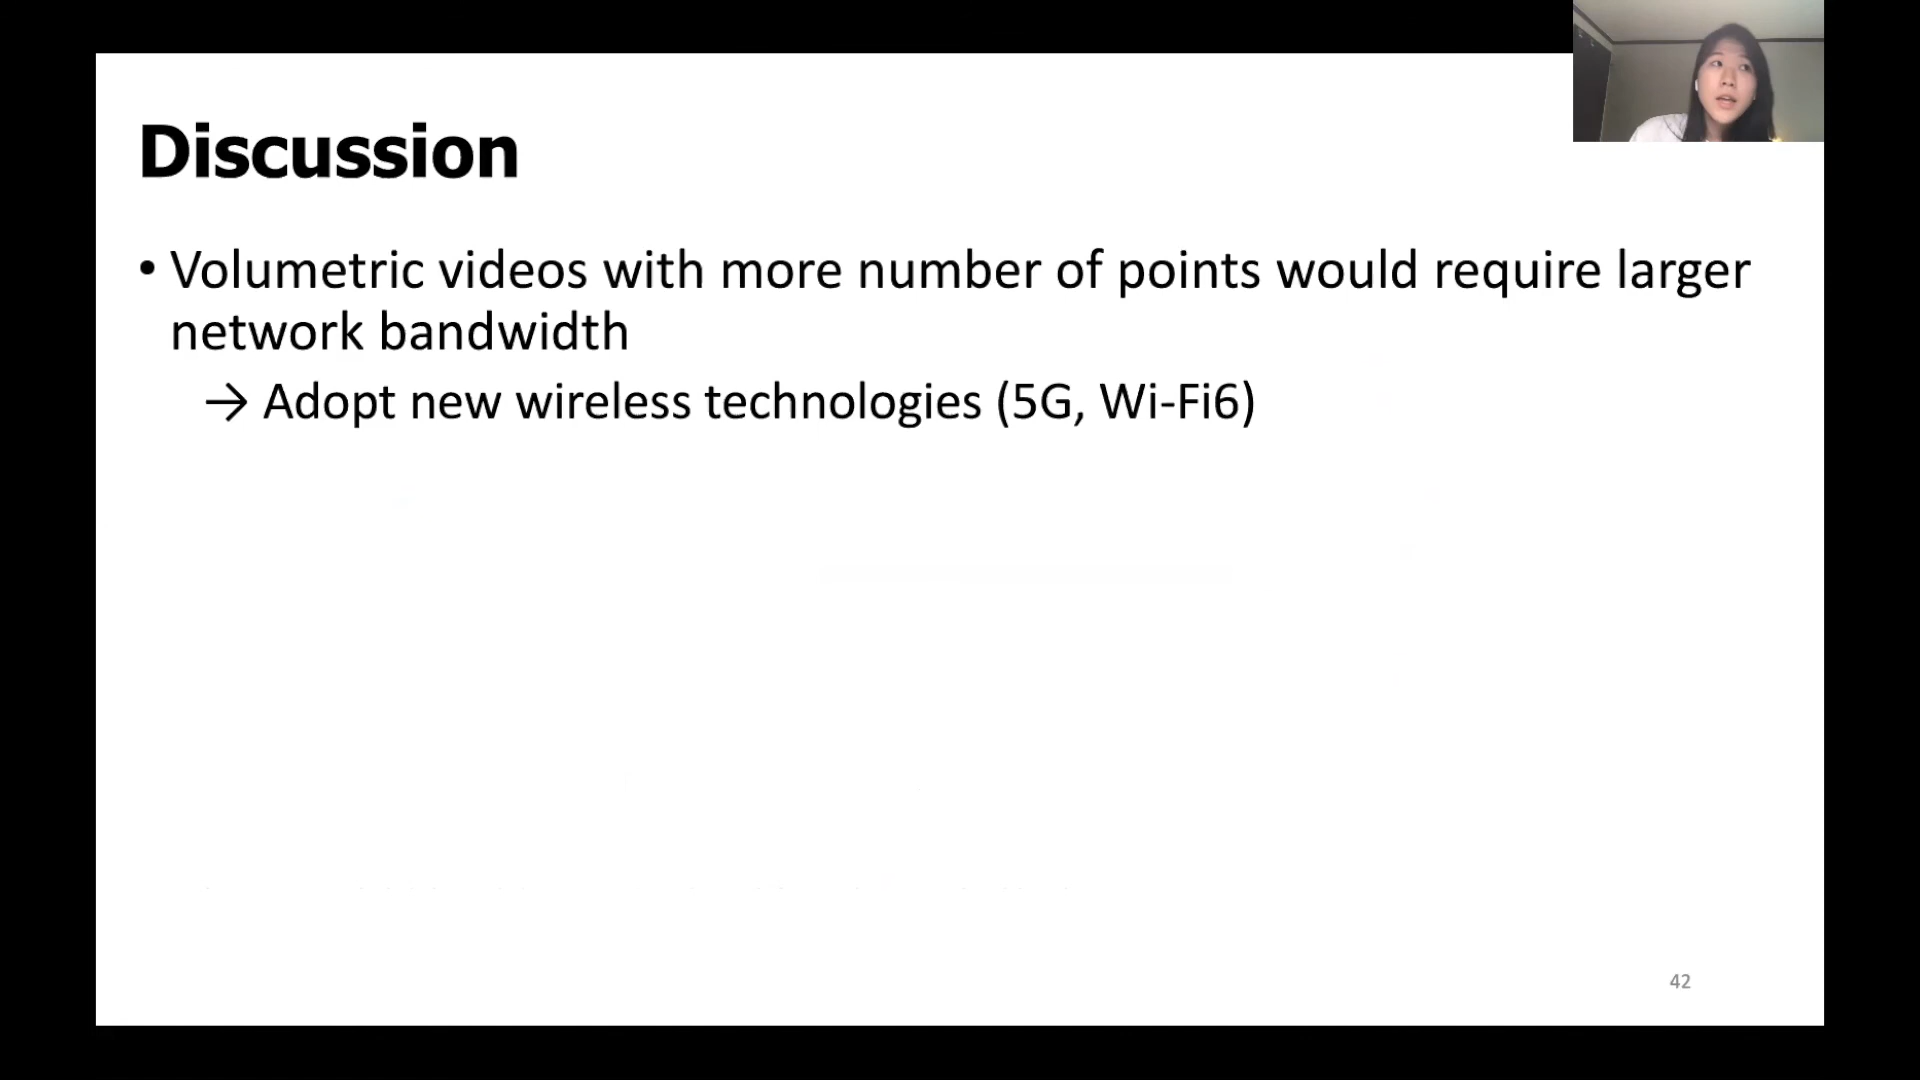 Discussion
• Volumetric videos with more number of points would require larger
network bandwidth
→ Adopt new wireless technologies (5G, Wi-Fi6)
42